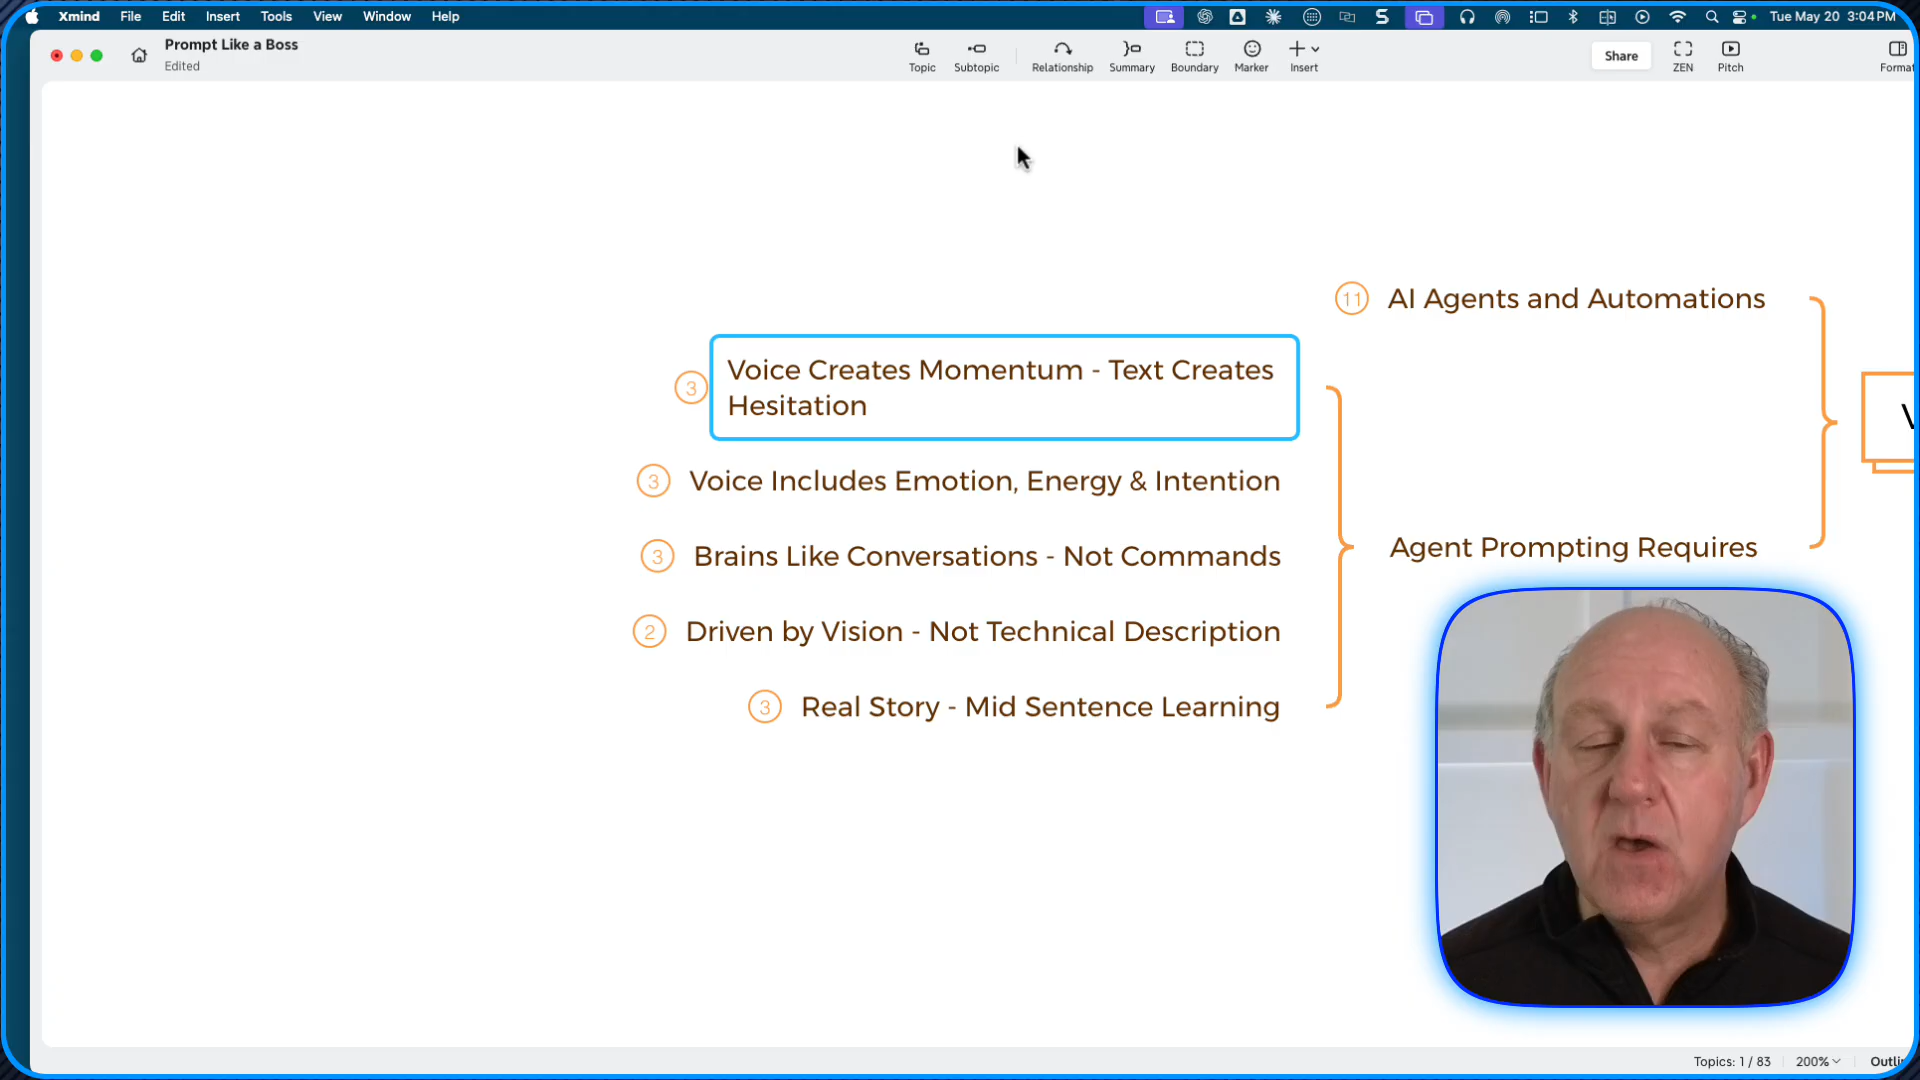 Xmind File Edit Insert Tools View Window Help
Tue May 20 3:04 PM
Prompt Like a Boss
Edited
Topic Subtopic Relationship Summary Boundary Marker Insert
Share ZEN Pitch Format
11 AI Agents and Automations
3 Voice Creates Momentum - Text Creates
Hesitation
3 Voice Includes Emotion, Energy & Intention
3 Brains Like Conversations - Not Commands
Agent Prompting Requires
2 Driven by Vision - Not Technical Description
3 Real Story - Mid Sentence Learning
Topics: 1 / 83 200%